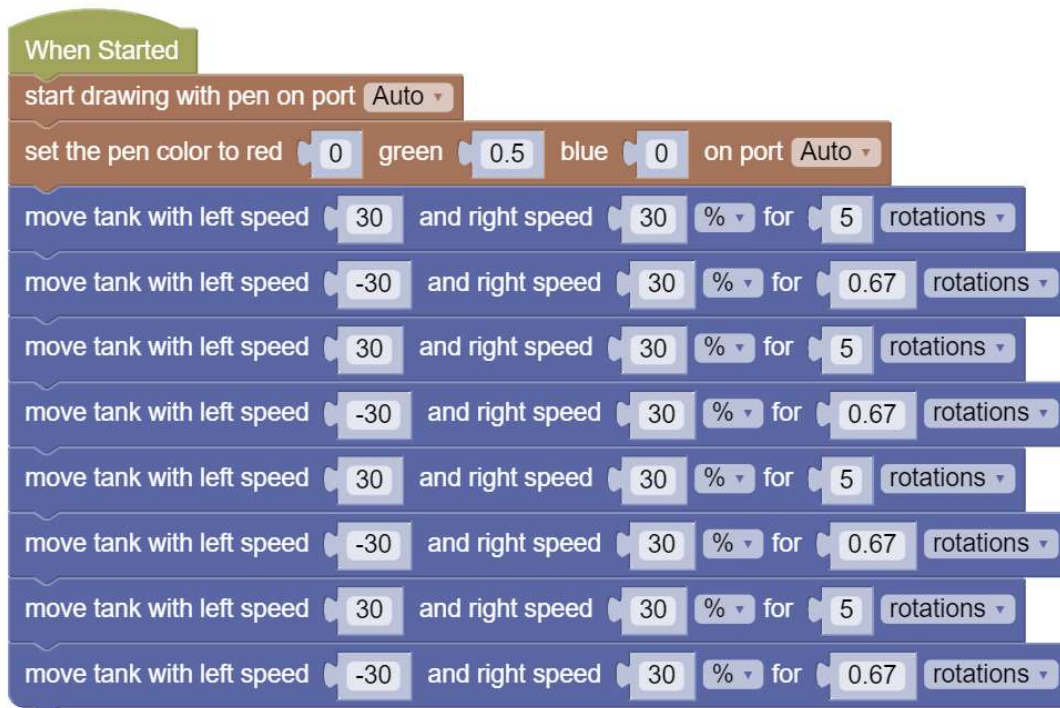 When Started
start drawing with pen on port Auto
set the pen color to red 0 green 0.5 blue 0 on port Auto
move tank with left speed 30 and right speed 30 % for 5 rotations
move tank with left speed -30 and right speed 30 % for 0.67 rotations
move tank with left speed 30 and right speed 30 % for 5 rotations
move tank with left speed -30 and right speed 30 % for 0.67 rotations
move tank with left speed 30 and right speed 30 % for 5 rotations
move tank with left speed -30 and right speed 30 % for 0.67 rotations
move tank with left speed 30 and right speed 30 % for 5 rotations
move tank with left speed -30 and right speed 30 % for 0.67 rotations